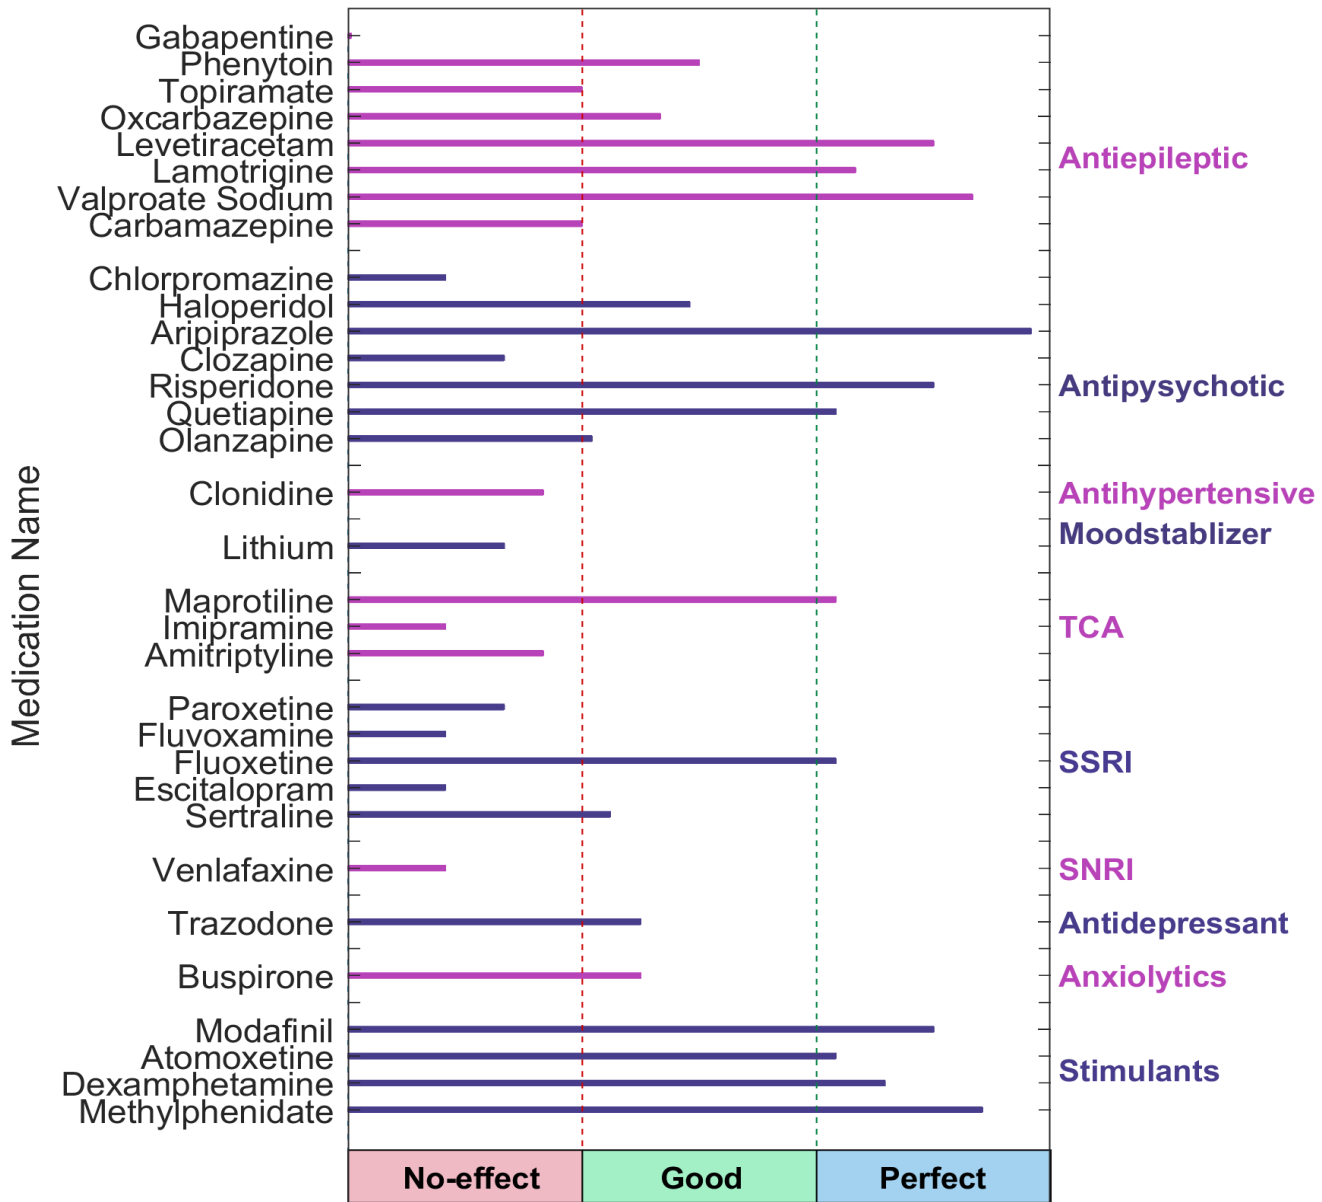 Gabapentine
Phenytoin
Topiramate
Oxcarbazepine
Levetiracetam
Lamotrigine
Valproate Sodium
Carbamazepine
Antiepileptic
Chlorpromazine
Haloperidol
Aripiprazole
Clozapine
Risperidone
Quetiapine
Olanzapine
Antipysychotic
Clonidine
Antihypertensive
Lithium
Moodstablizer
Maprotiline
Imipramine
Amitriptyline
TCA
Paroxetine
Fluvoxamine
Fluoxetine
Escitalopram
Sertraline
SSRI
Venlafaxine
SNRI
Trazodone
Antidepressant
Buspirone
Anxiolytics
Modafinil
Atomoxetine
Dexamphetamine
Methylphenidate
Stimulants
Medication Name
No-effect
Good
Perfect